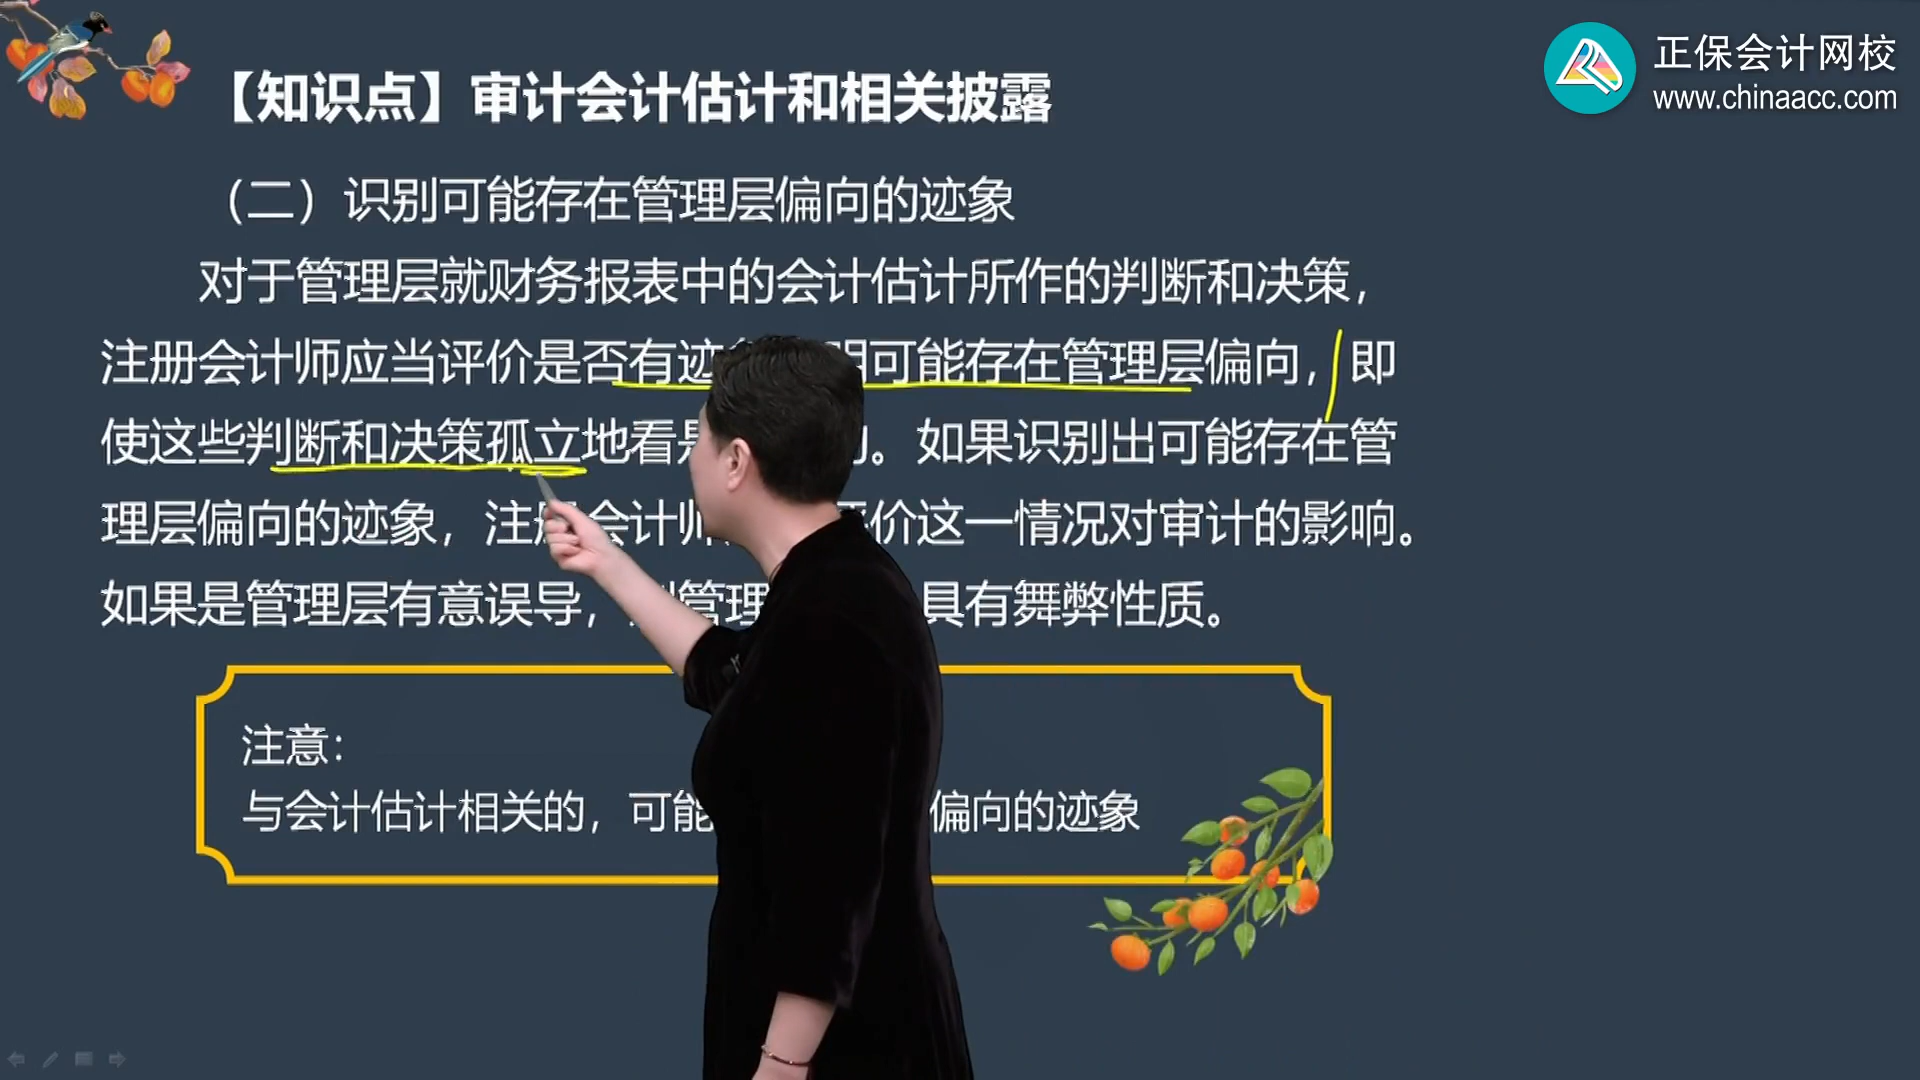 正保会计网校
www.chinaacc.com
【知识点】审计会计估计和相关披露
（二）识别可能存在管理层偏向的迹象
对于管理层就财务报表中的会计估计所作的判断和决策，
注册会计师应当评价是否有迹 可能存在管理层偏向，即
使这些判断和决策孤立地看是 。如果识别出可能存在管
理层偏向的迹象，注册会计师 评价这一情况对审计的影响。
如果是管理层有意误导， 管理 具有舞弊性质。
注意：
与会计估计相关的，可能 偏向的迹象